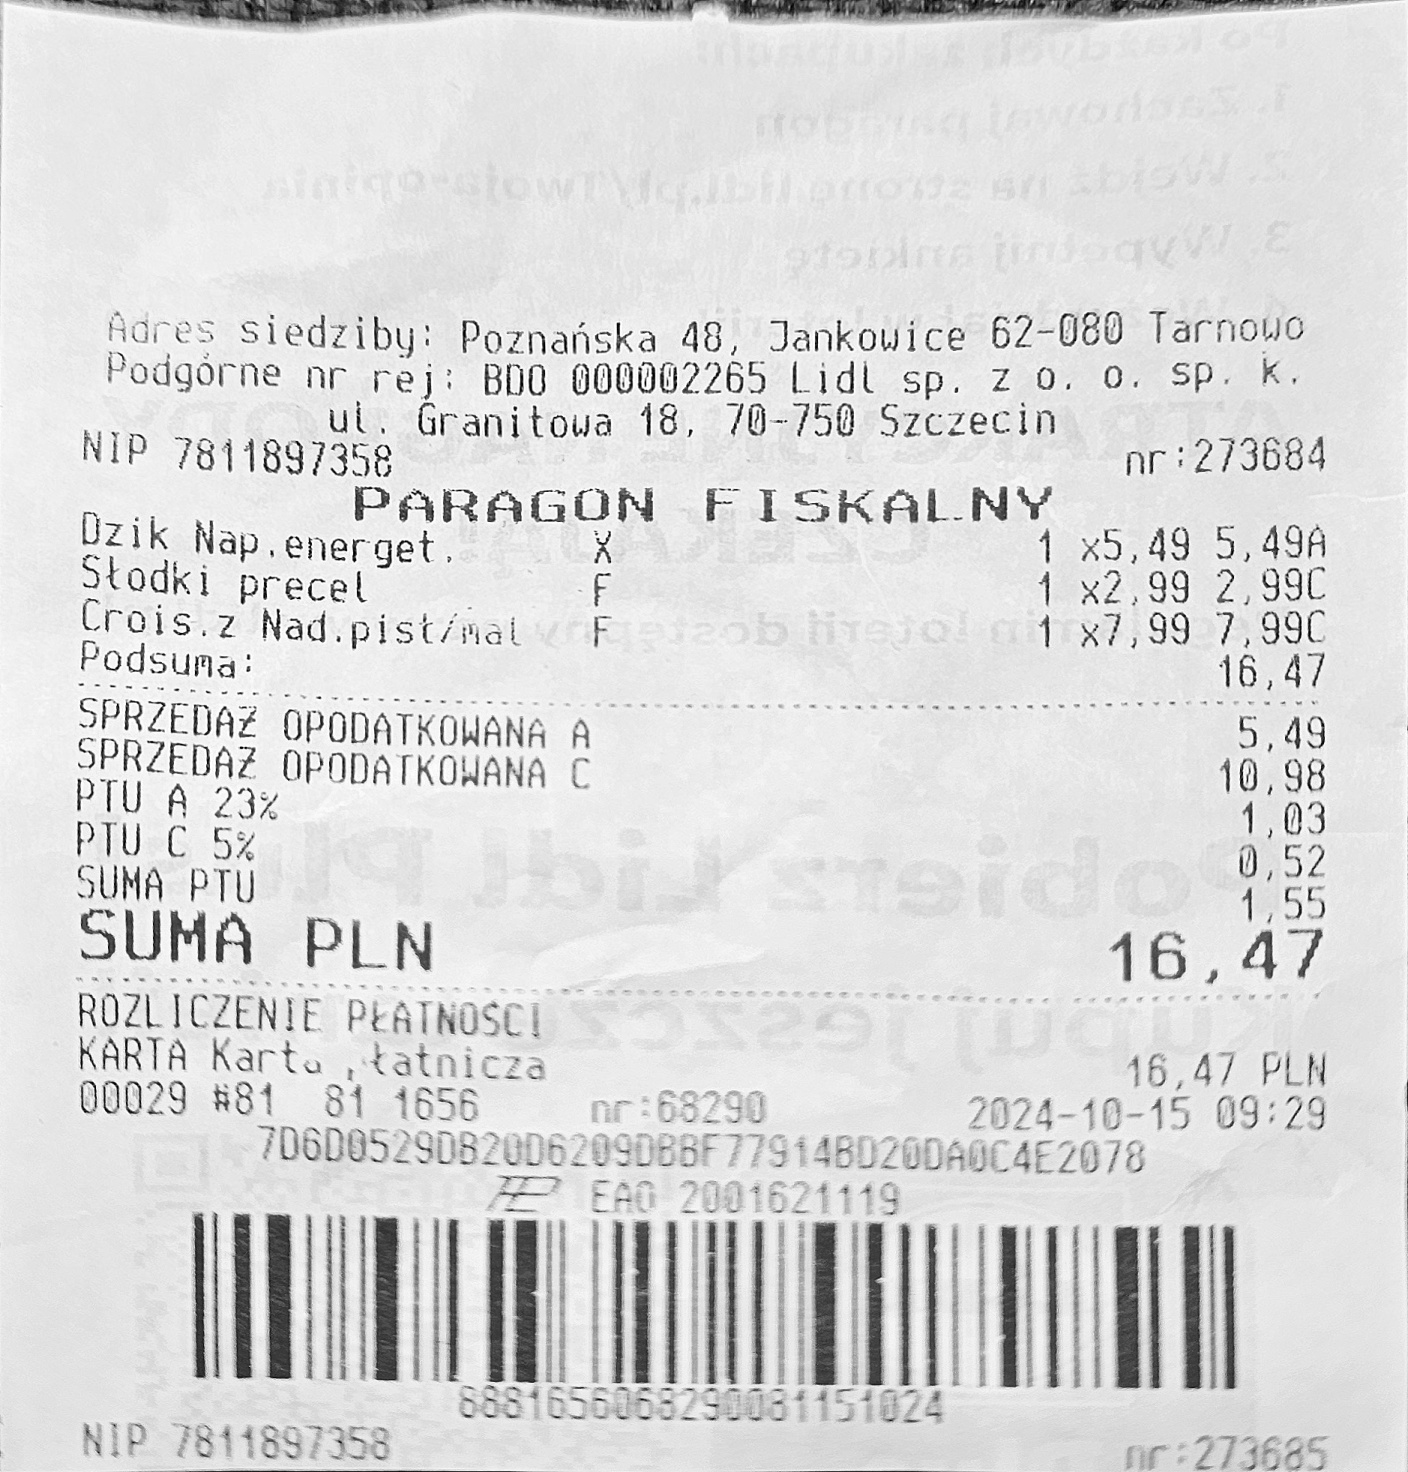 Adres siedziby: Poznańska 48, Jankowice 62-080 Tarnowo
Podgórne nr rej: BDO 000002265 Lidl sp. z o. o. sp. k.
ul. Granitowa 18, 70-750 Szczecin
NIP 7811897358 nr:273684
PARAGON FISKALNY
Dzik Nap.energet. X 1 x5,49 5,49A
Słodki precel F 1 x2,99 2,99C
Crois.z Nad.pist/mal F 1 x7,99 7,99C
Podsuma: 16,47
SPRZEDAŻ OPODATKOWANA A 5,49
SPRZEDAŻ OPODATKOWANA C 10,98
PTU A 23% 1,03
PTU C 5% 0,52
SUMA PTU 1,55
SUMA PLN 16,47
ROZLICZENIE PŁATNOŚCI
KARTA Karta płatnicza 16,47 PLN
00029 #81 81 1656 nr:68290 2024-10-15 09:29
7D6D0529DB20D6209DBBF77914BD20DA0C4E2078
EAO 2001621119
NIP 7811897358 nr:273685